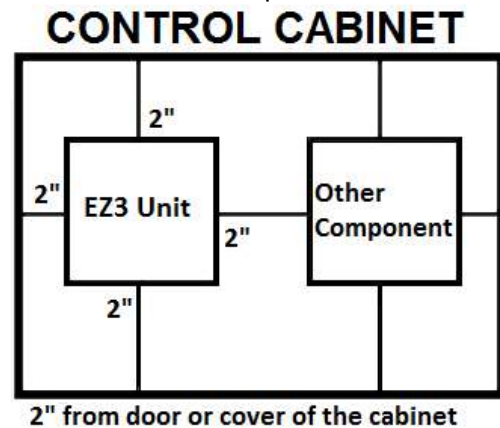 CONTROL CABINET
2"
2"
EZ3 Unit
Other
Component
2"
2"
2" from door or cover of the cabinet